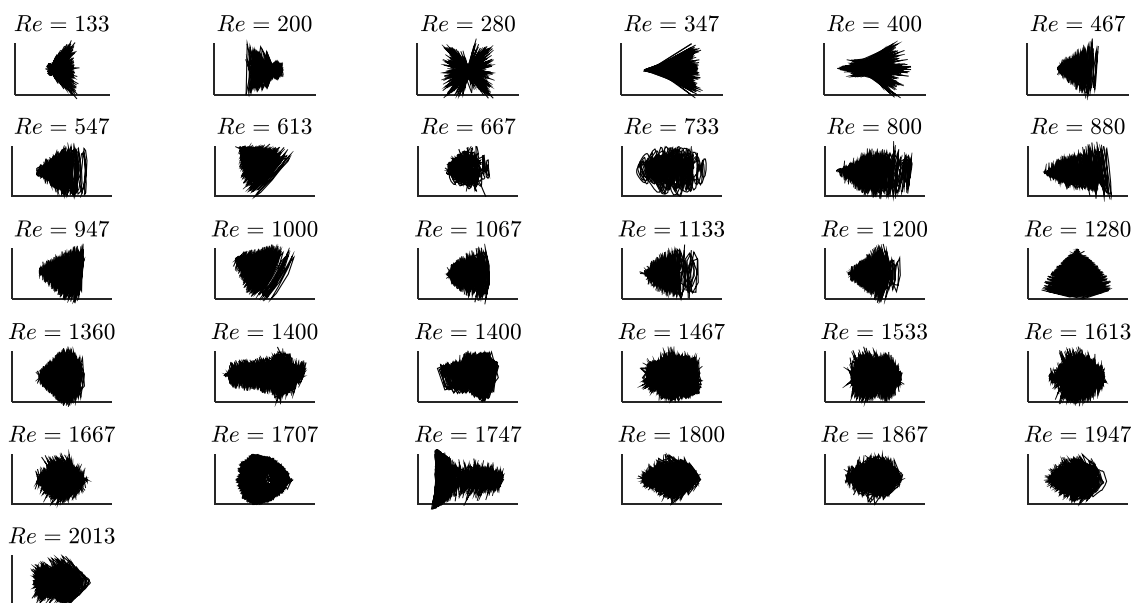 Re = 133 Re = 200 Re = 280 Re = 347 Re = 400 Re = 467
Re = 547 Re = 613 Re = 667 Re = 733 Re = 800 Re = 880
Re = 947 Re = 1000 Re = 1067 Re = 1133 Re = 1200 Re = 1280
Re = 1360 Re = 1400 Re = 1400 Re = 1467 Re = 1533 Re = 1613
Re = 1667 Re = 1707 Re = 1747 Re = 1800 Re = 1867 Re = 1947
Re = 2013